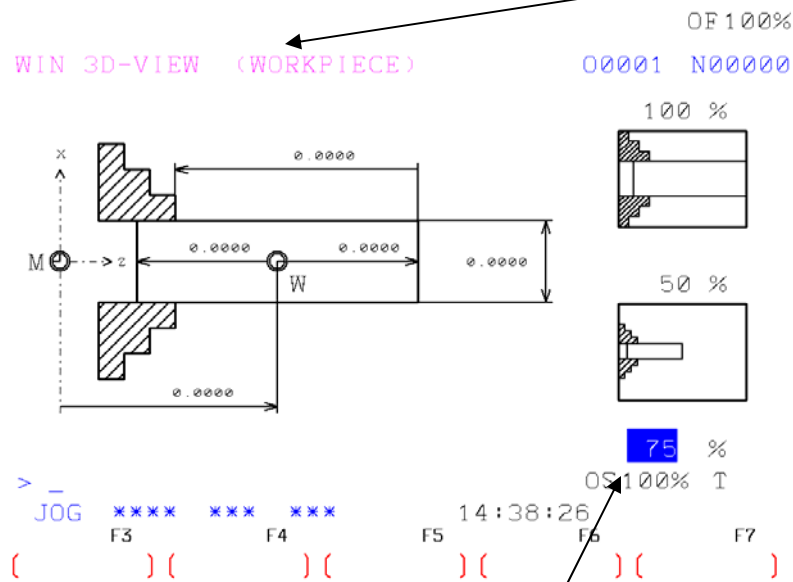 OF100%
WIN 3D-VIEW (WORKPIECE) O0001 N00000
100 %
x
0.0000
M z 0.0000 0.0000 0.0000
W
50 %
0.0000
75 %
> _ OS100% T
JOG **** *** *** 14:38:26
F3 F4 F5 F6 F7
( ) ( ) ( ) ( ) ( )